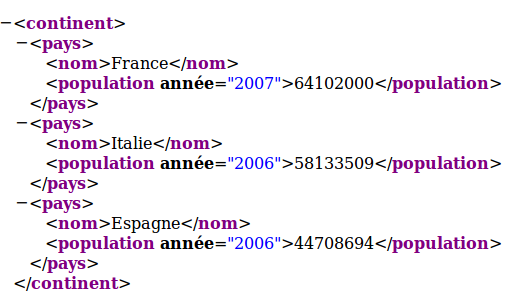 −<continent>
−<pays>
<nom>France</nom>
<population année="2007">64102000</population>
</pays>
−<pays>
<nom>Italie</nom>
<population année="2006">58133509</population>
</pays>
−<pays>
<nom>Espagne</nom>
<population année="2006">44708694</population>
</pays>
</continent>